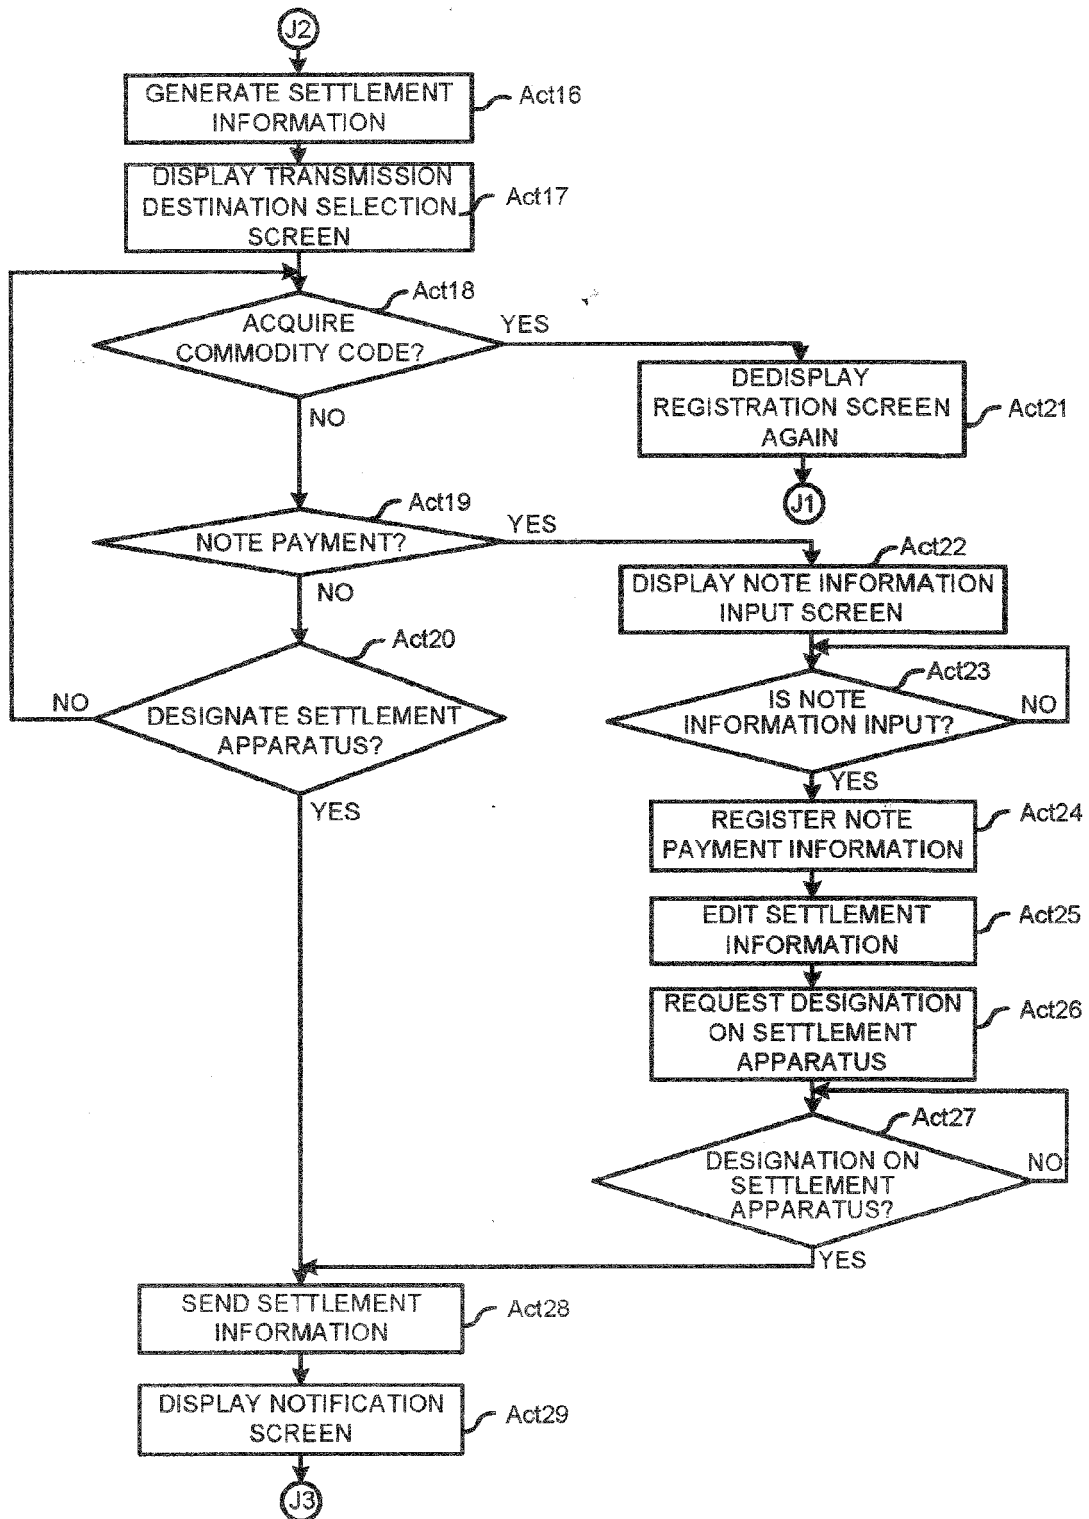 J2
GENERATE SETTLEMENT
INFORMATION
Act16
DISPLAY TRANSMISSION
DESTINATION SELECTION
SCREEN
Act17
Act18
ACQUIRE
COMMODITY CODE?
YES
NO
DEDISPLAY
REGISTRATION SCREEN
AGAIN
Act21
J1
Act19
NOTE PAYMENT?
YES
NO
Act22
DISPLAY NOTE INFORMATION
INPUT SCREEN
Act20
DESIGNATE SETTLEMENT
APPARATUS?
NO
YES
Act23
IS NOTE
INFORMATION INPUT?
NO
YES
REGISTER NOTE
PAYMENT INFORMATION
Act24
EDIT SETTLEMENT
INFORMATION
Act25
REQUEST DESIGNATION
ON SETTLEMENT
APPARATUS
Act26
Act27
DESIGNATION ON
SETTLEMENT
APPARATUS?
NO
YES
SEND SETTLEMENT
INFORMATION
Act28
DISPLAY NOTIFICATION
SCREEN
Act29
J3